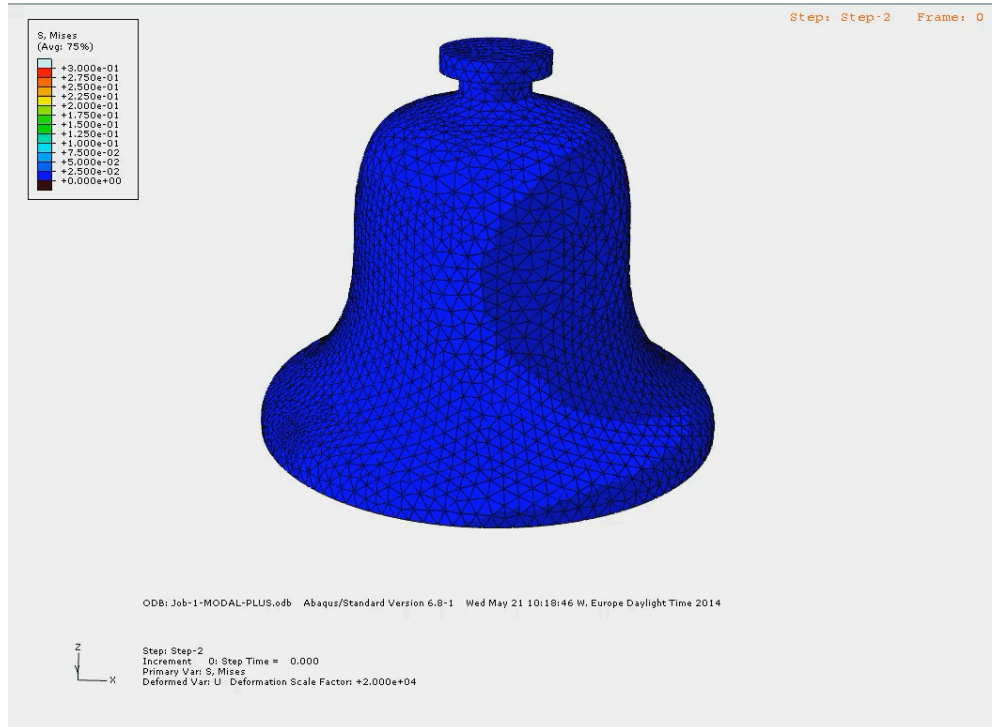 Step: Step-2 Frame: 0
S, Mises
(Avg: 75%)
+3.000e-01
+2.750e-01
+2.500e-01
+2.250e-01
+2.000e-01
+1.750e-01
+1.500e-01
+1.250e-01
+1.000e-01
+7.500e-02
+5.000e-02
+2.500e-02
+0.000e+00
ODB: Job-1-MODAL-PLUS.odb Abaqus/Standard Version 6.8-1 Wed May 21 10:18:46 W. Europe Daylight Time 2014
Z
Y
X
Step: Step-2
Increment 0: Step Time = 0.000
Primary Var: S, Mises
Deformed Var: U Deformation Scale Factor: +2.000e+04